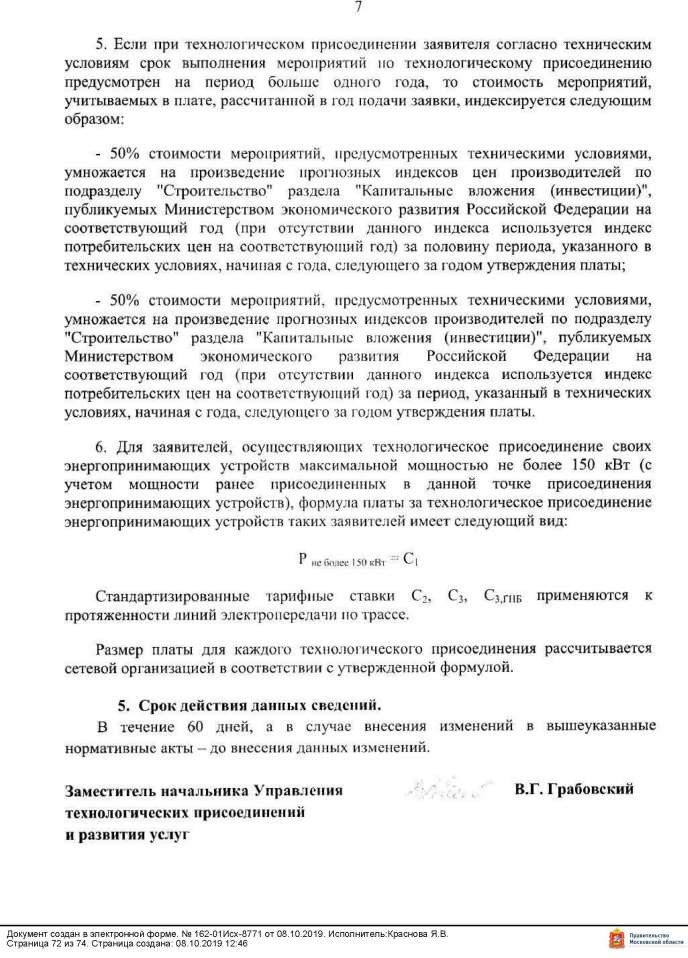 7
5. Если при технологическом присоединении заявителя согласно техническим
условиям срок выполнения мероприятий по технологическому присоединению
предусмотрен на период больше одного года, то стоимость мероприятий,
учитываемых в плате, рассчитанной в год подачи заявки, индексируется следующим
образом:
- 50% стоимости мероприятий, предусмотренных техническими условиями,
умножается на произведение прогнозных индексов цен производителей по
подразделу "Строительство" раздела "Капитальные вложения (инвестиции)",
публикуемых Министерством экономического развития Российской Федерации на
соответствующий год (при отсутствии данного индекса используется индекс
потребительских цен на соответствующий год) за половину периода, указанного в
технических условиях, начиная с года, следующего за годом утверждения платы;
- 50% стоимости мероприятий, предусмотренных техническими условиями,
умножается на произведение прогнозных индексов производителей по подразделу
"Строительство" раздела "Капитальные вложения (инвестиции)", публикуемых
Министерством экономического развития Российской Федерации на
соответствующий год (при отсутствии данного индекса используется индекс
потребительских цен на соответствующий год) за период, указанный в технических
условиях, начиная с года, следующего за годом утверждения платы.
6. Для заявителей, осуществляющих технологическое присоединение своих
энергопринимающих устройств максимальной мощностью не более 150 кВт (с
учетом мощности ранее присоединенных в данной точке присоединения
энергопринимающих устройств), формула платы за технологическое присоединение
энергопринимающих устройств таких заявителей имеет следующий вид:
Р не более 150 кВт = С1
Стандартизированные тарифные ставки С2, С3, С3,ГНБ применяются к
протяженности линий электропередачи по трассе.
Размер платы для каждого технологического присоединения рассчитывается
сетевой организацией в соответствии с утвержденной формулой.
5. Срок действия данных сведений.
В течение 60 дней, а в случае внесения изменений в вышеуказанные
нормативные акты – до внесения данных изменений.
Заместитель начальника Управления
технологических присоединений
и развития услуг
В.Г. Грабовский
Документ создан в электронной форме. № 162-01Исх-8771 от 08.10.2019. Исполнитель:Краснова Я.В.
Страница 72 из 74. Страница создана: 08.10.2019 12:46
Правительство
Московской области